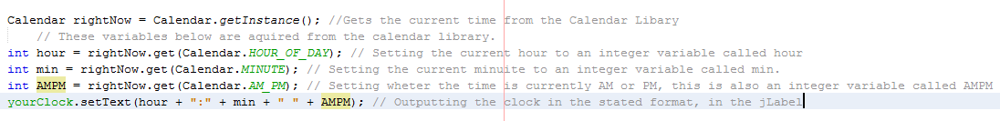 Calendar rightNow = Calendar.getInstance(); //Gets the current time from the Calendar Libary
// These variables below are aquired from the calendar library.
int hour = rightNow.get(Calendar.HOUR_OF_DAY); // Setting the current hour to an integer variable called hour
int min = rightNow.get(Calendar.MINUTE); // Setting the current minuite to an integer variable called min.
int AMPM = rightNow.get(Calendar.AM_PM); // Setting wheter the time is currently AM or PM, this is also an integer variable called AMPM
yourClock.setText(hour + ":" + min + " " + AMPM); // Outputting the clock in the stated format, in the jLabel